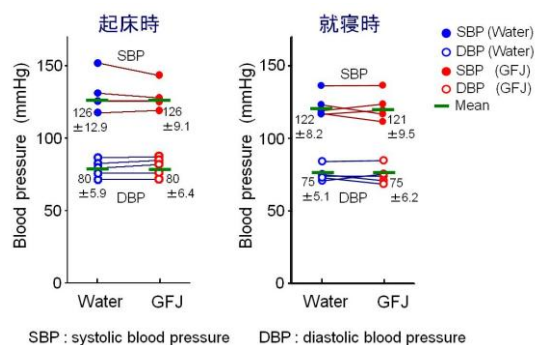 起床時
就寝時
Blood pressure (mmHg)
150
100
50
0
SBP
126
±12.9
126
±9.1
80
±5.9
80
±6.4
DBP
Water
GFJ
Blood pressure (mmHg)
150
100
50
0
SBP
122
±8.2
121
±9.5
75
±5.1
75
±6.2
DBP
Water
GFJ
SBP (Water)
DBP (Water)
SBP (GFJ)
DBP (GFJ)
Mean
SBP : systolic blood pressure
DBP : diastolic blood pressure